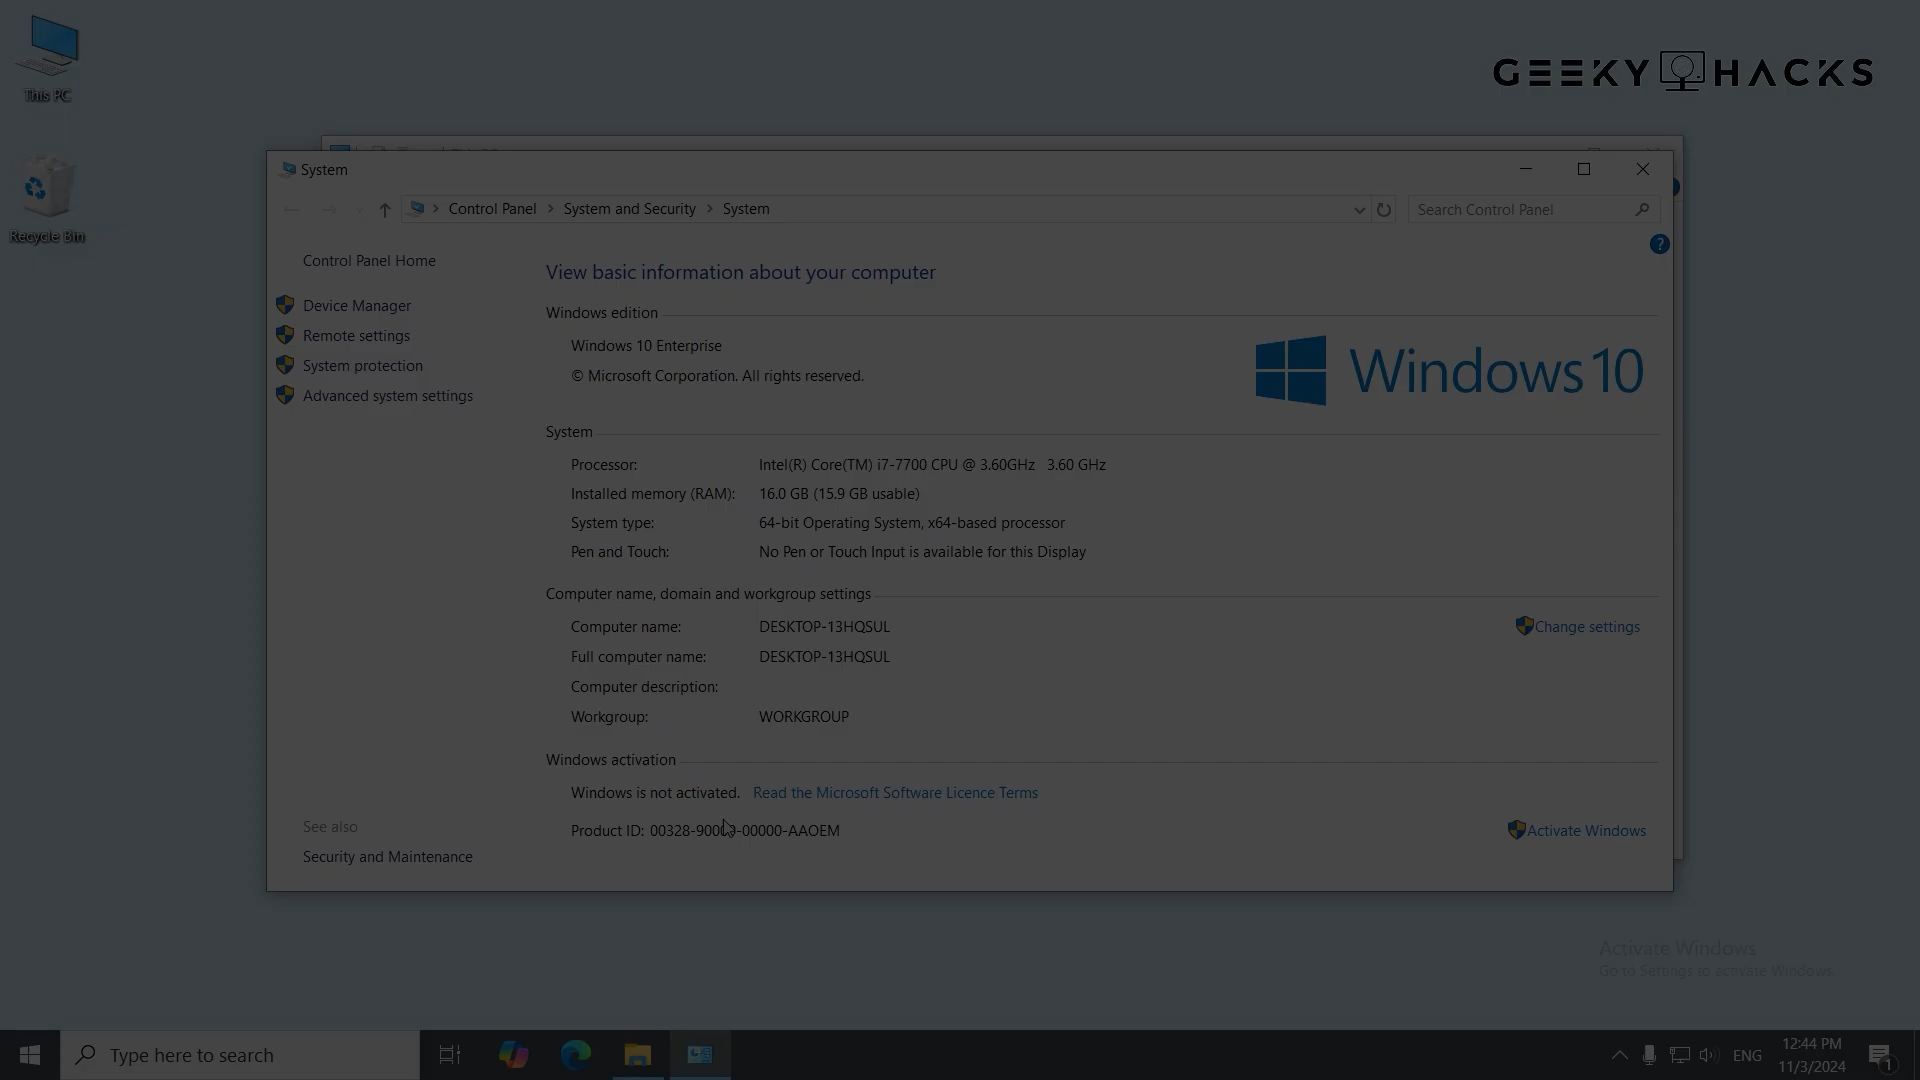 This PC
GEEKY HACKS
Recycle Bin
System
Control Panel > System and Security > System
Search Control Panel
?
Control Panel Home
Device Manager
Remote settings
System protection
Advanced system settings
View basic information about your computer
Windows edition
Windows 10 Enterprise
© Microsoft Corporation. All rights reserved.
Windows 10
System
Processor: Intel(R) Core(TM) i7-7700 CPU @ 3.60GHz 3.60 GHz
Installed memory (RAM): 16.0 GB (15.9 GB usable)
System type: 64-bit Operating System, x64-based processor
Pen and Touch: No Pen or Touch Input is available for this Display
Computer name, domain and workgroup settings
Computer name: DESKTOP-13HQSUL
Change settings
Full computer name: DESKTOP-13HQSUL
Computer description:
Workgroup: WORKGROUP
Windows activation
Windows is not activated. Read the Microsoft Software Licence Terms
Product ID: 00328-90000-00000-AAOEM
Activate Windows
See also
Security and Maintenance
Activate Windows
Go to Settings to activate Windows.
Type here to search
ENG
12:44 PM
11/3/2024
1